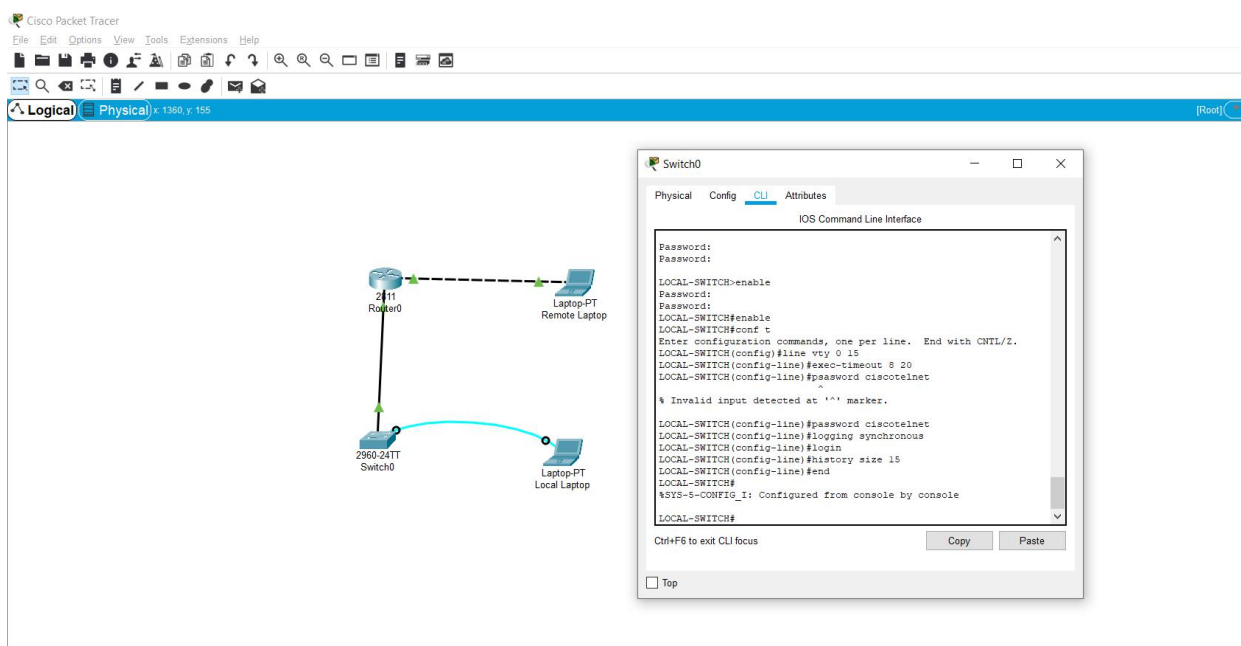 Cisco Packet Tracer
File Edit Options View Tools Extensions Help
Logical Physical x: 1360, y: 155 [Root]
2811
Router0
Laptop-PT
Remote Laptop
2960-24TT
Switch0
Laptop-PT
Local Laptop
Switch0
Physical Config CLI Attributes
IOS Command Line Interface
Password:
Password:
LOCAL-SWITCH>enable
Password:
Password:
LOCAL-SWITCH#enable
LOCAL-SWITCH#conf t
Enter configuration commands, one per line. End with CNTL/Z.
LOCAL-SWITCH(config)#line vty 0 15
LOCAL-SWITCH(config-line)#exec-timeout 8 20
LOCAL-SWITCH(config-line)#psasword ciscotelnet
^
% Invalid input detected at '^' marker.
LOCAL-SWITCH(config-line)#password ciscotelnet
LOCAL-SWITCH(config-line)#logging synchronous
LOCAL-SWITCH(config-line)#login
LOCAL-SWITCH(config-line)#history size 15
LOCAL-SWITCH(config-line)#end
LOCAL-SWITCH#
%SYS-5-CONFIG_I: Configured from console by console
LOCAL-SWITCH#
Ctrl+F6 to exit CLI focus
Copy Paste
Top